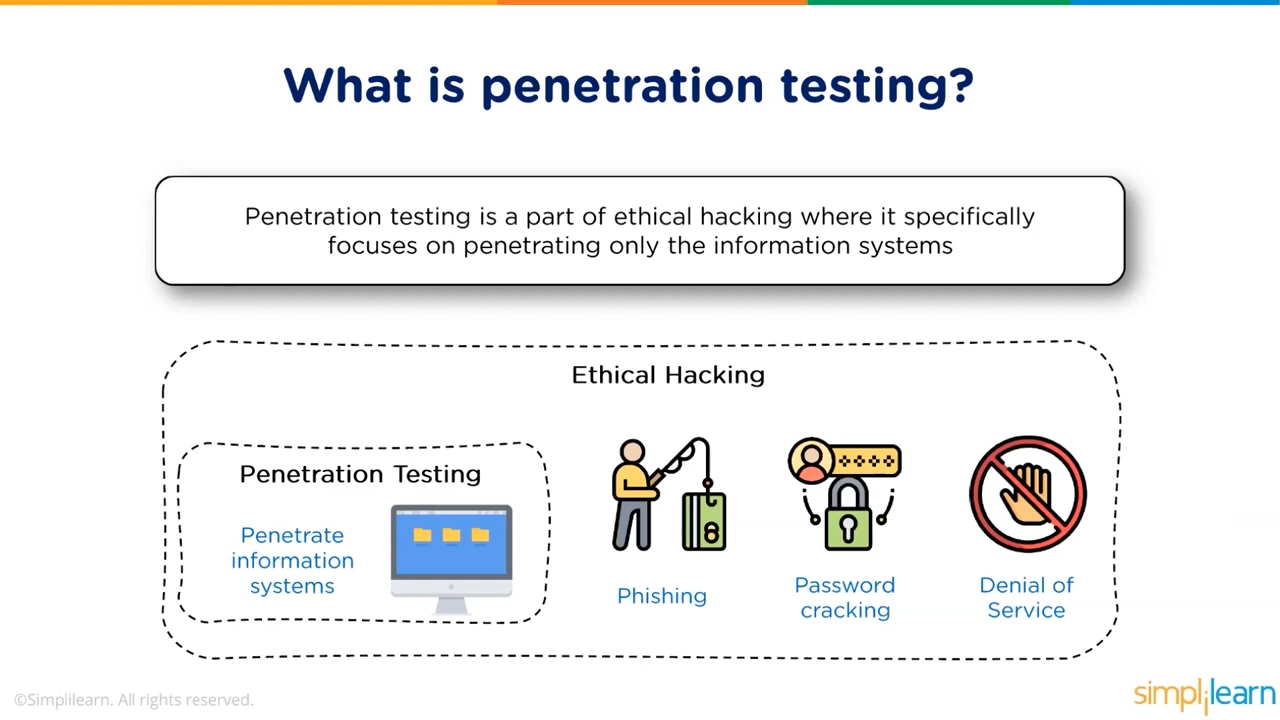 What is penetration testing?
Penetration testing is a part of ethical hacking where it specifically
focuses on penetrating only the information systems
Ethical Hacking
Penetration Testing
Penetrate
information
systems
Phishing
Password
cracking
Denial of
Service
©Simplilearn. All rights reserved.
simplilearn